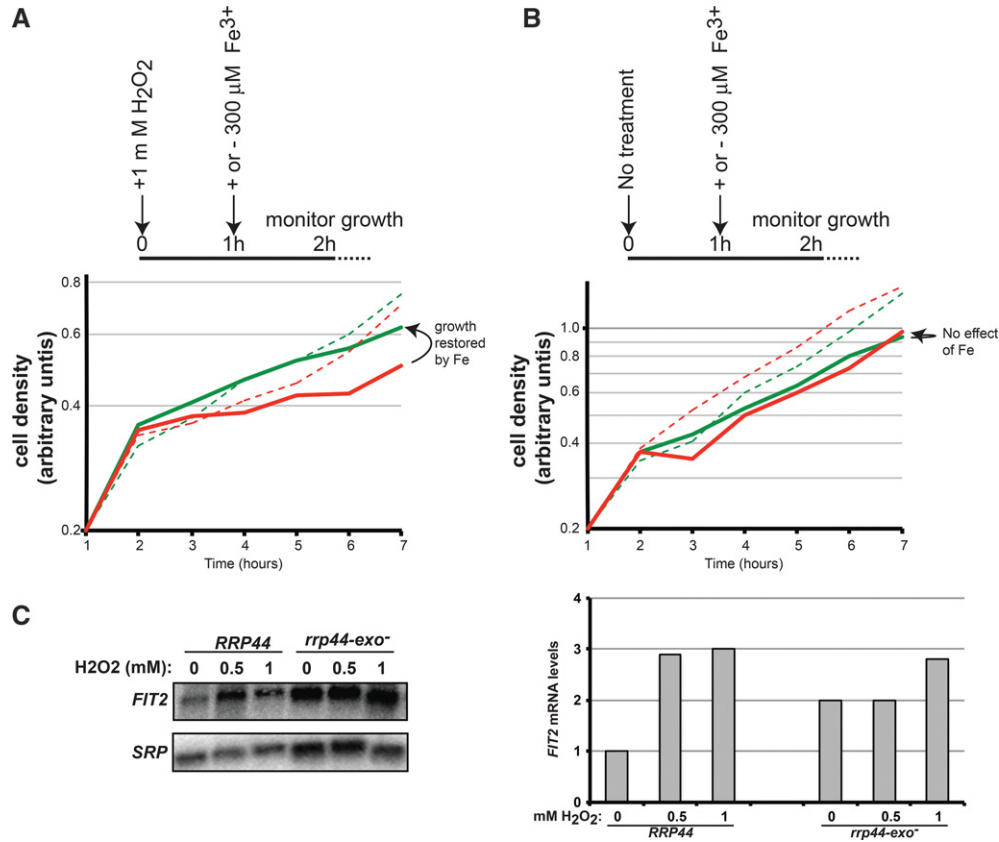 A
+1 m M H2O2
+ or - 300 µM Fe3+
monitor growth
0 1h 2h
0.8
0.6
0.4
0.2
cell density
(arbitrary untis)
growth
restored
by Fe
1 2 3 4 5 6 7
Time (hours)
B
No treatment
+ or - 300 µM Fe3+
monitor growth
0 1h 2h
1.0
0.8
0.6
0.4
0.2
cell density
(arbitrary untis)
No effect
of Fe
1 2 3 4 5 6 7
Time (hours)
C
RRP44 rrp44-exo-
H2O2 (mM): 0 0.5 1 0 0.5 1
FIT2
SRP
FIT2 mRNA levels
4
3
2
1
0
mM H2O2: 0 0.5 1 0 0.5 1
RRP44 rrp44-exo-